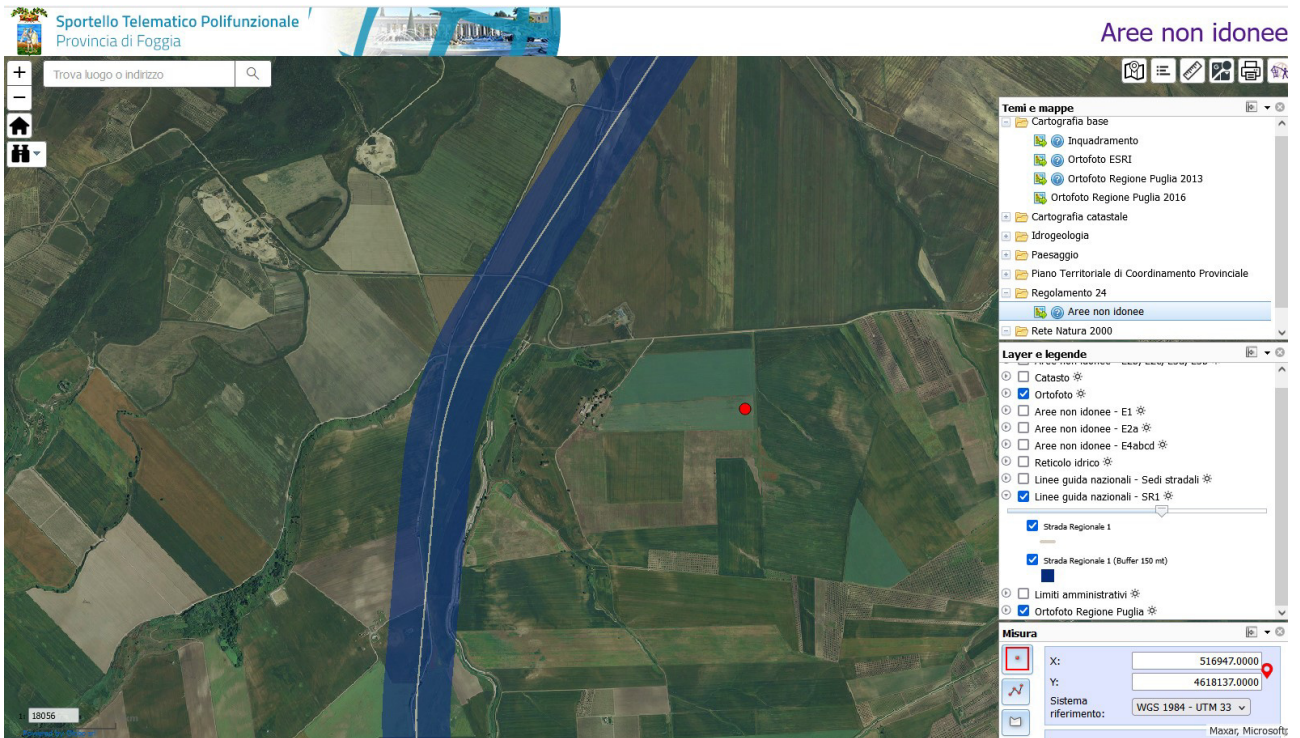 Sportello Telematico Polifunzionale
Provincia di Foggia
Aree non idonee
+
Trova luogo o indirizzo
−
Temi e mappe
Cartografia base
Inquadramento
Ortofoto ESRI
Ortofoto Regione Puglia 2013
Ortofoto Regione Puglia 2016
Cartografia catastale
Idrogeologia
Paesaggio
Piano Territoriale di Coordinamento Provinciale
Regolamento 24
Aree non idonee
Rete Natura 2000
Layer e legende
Catasto
Ortofoto
Aree non idonee - E1
Aree non idonee - E2a
Aree non idonee - E4abcd
Reticolo idrico
Linee guida nazionali - Sedi stradali
Linee guida nazionali - SR1
Strada Regionale 1
Strada Regionale 1 (Buffer 150 mt)
Limiti amministrativi
Ortofoto Regione Puglia
Misura
X: 516947.0000
Y: 4618137.0000
Sistema
riferimento: WGS 1984 - UTM 33
1: 18056
Maxar, Microsoft